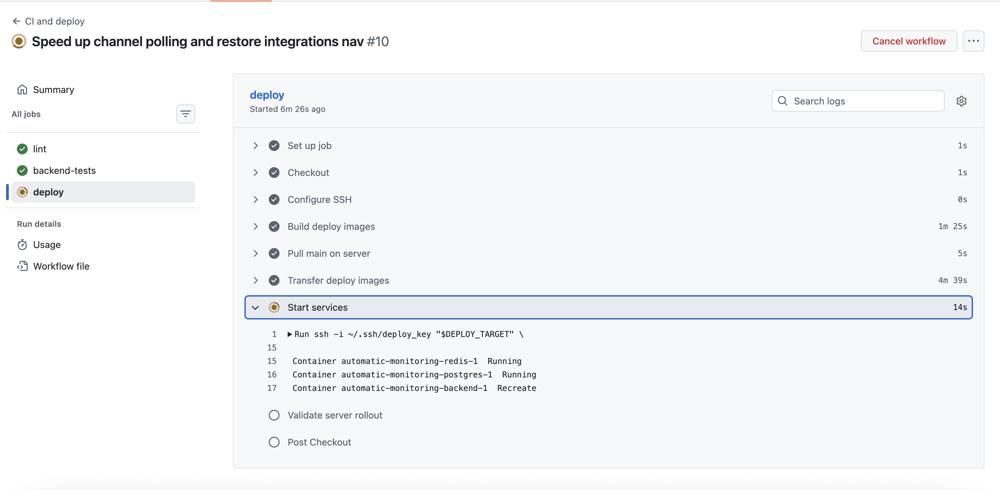 CI and deploy
Speed up channel polling and restore integrations nav #10
Cancel workflow
Summary
All jobs
lint
backend-tests
deploy
Run details
Usage
Workflow file
deploy
Started 6m 26s ago
Search logs
Set up job 1s
Checkout 1s
Configure SSH 0s
Build deploy images 1m 25s
Pull main on server 5s
Transfer deploy images 4m 39s
Start services 14s
1 Run ssh -i ~/.ssh/deploy_key "$DEPLOY_TARGET" \
15
15 Container automatic-monitoring-redis-1  Running
16 Container automatic-monitoring-postgres-1  Running
17 Container automatic-monitoring-backend-1  Recreate
Validate server rollout
Post Checkout